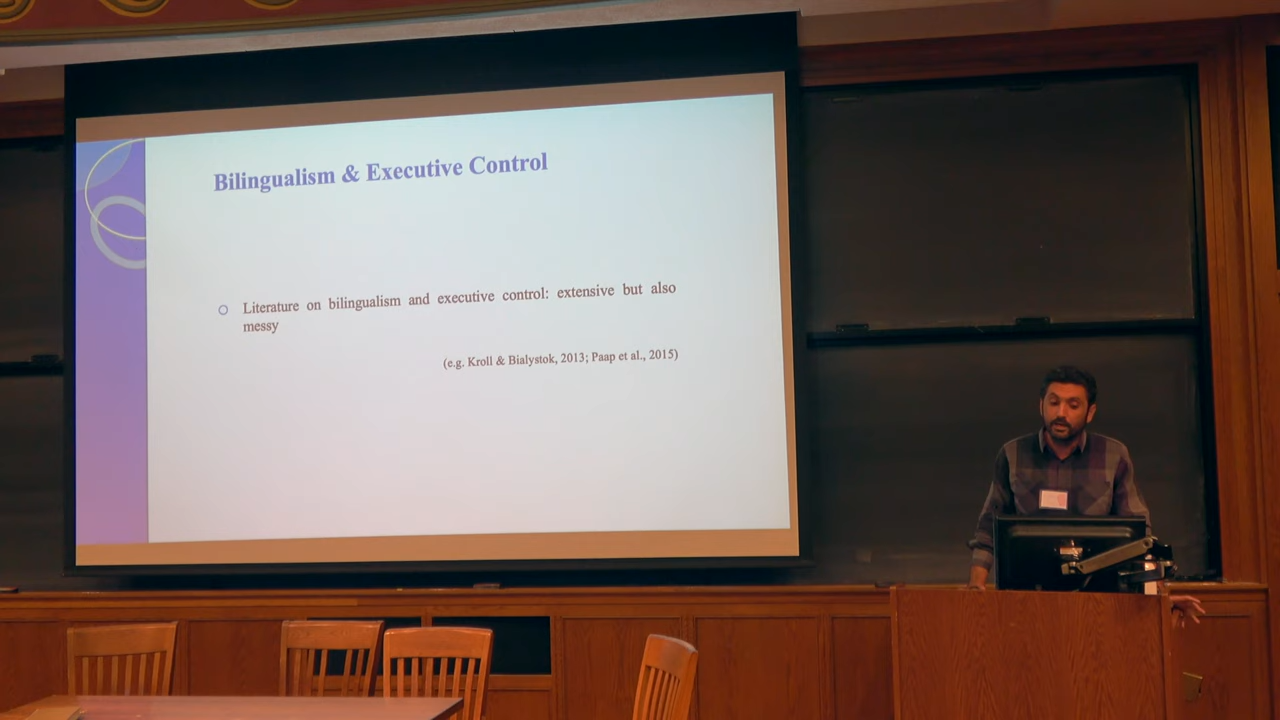 Bilingualism & Executive Control
Literature on bilingualism and executive control: extensive but also
messy
(e.g. Kroll & Bialystok, 2013; Paap et al., 2015)